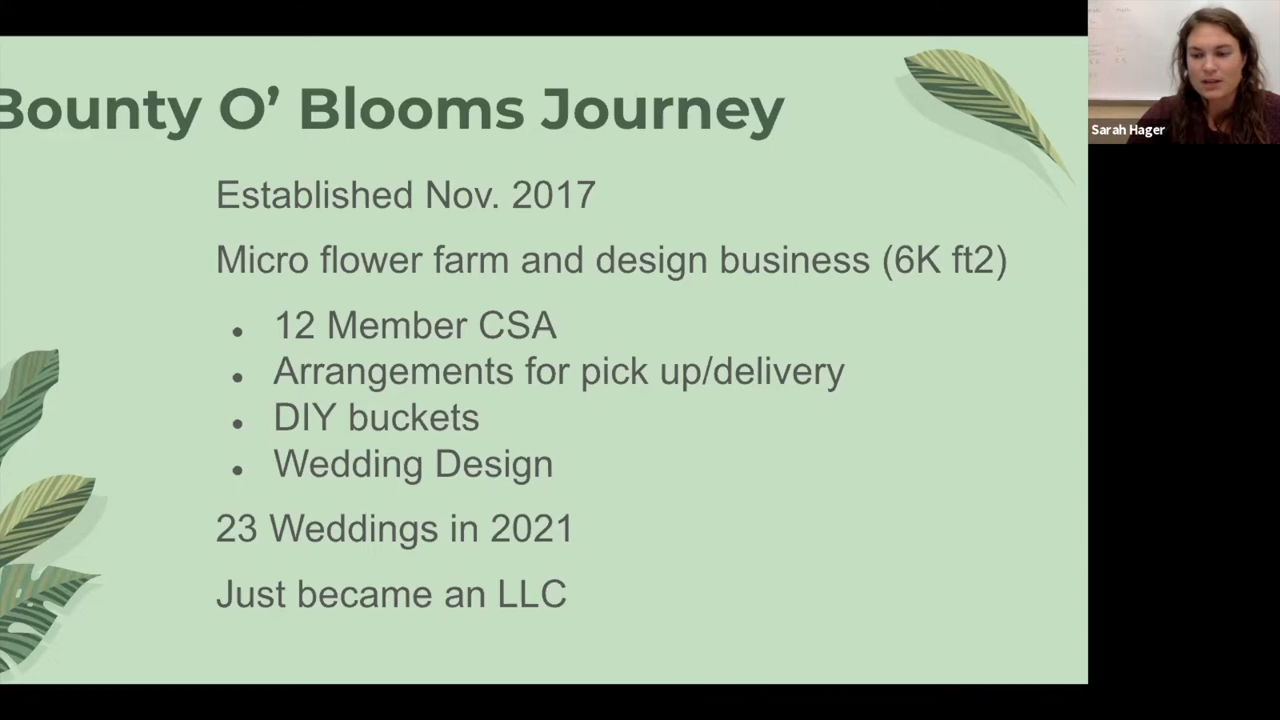 Bounty O’ Blooms Journey
Established Nov. 2017
Micro flower farm and design business (6K ft2)
● 12 Member CSA
● Arrangements for pick up/delivery
● DIY buckets
● Wedding Design
23 Weddings in 2021
Just became an LLC
Sarah Hager